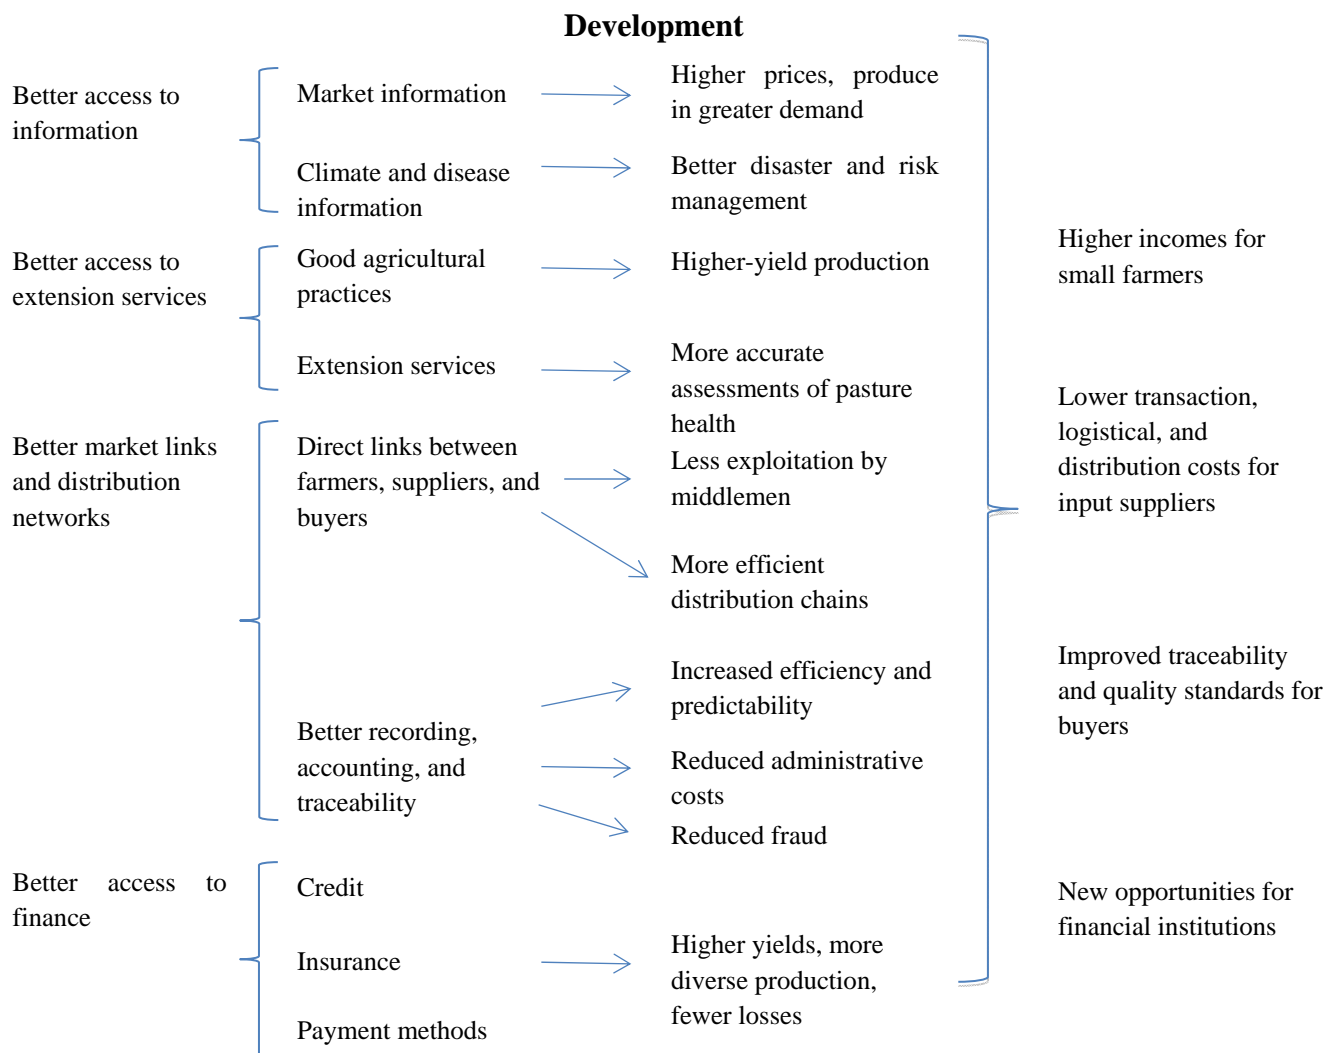 Development
Better access to
information
Market information
Higher prices, produce
in greater demand
Climate and disease
information
Better disaster and risk
management
Better access to
extension services
Good agricultural
practices
Higher-yield production
Extension services
More accurate
assessments of pasture
health
Better market links
and distribution
networks
Direct links between
farmers, suppliers, and
buyers
Less exploitation by
middlemen
More efficient
distribution chains
Better recording,
accounting, and
traceability
Increased efficiency and
predictability
Reduced administrative
costs
Reduced fraud
Better access to
finance
Credit
Insurance
Payment methods
Higher yields, more
diverse production,
fewer losses
Higher incomes for
small farmers
Lower transaction,
logistical, and
distribution costs for
input suppliers
Improved traceability
and quality standards for
buyers
New opportunities for
financial institutions